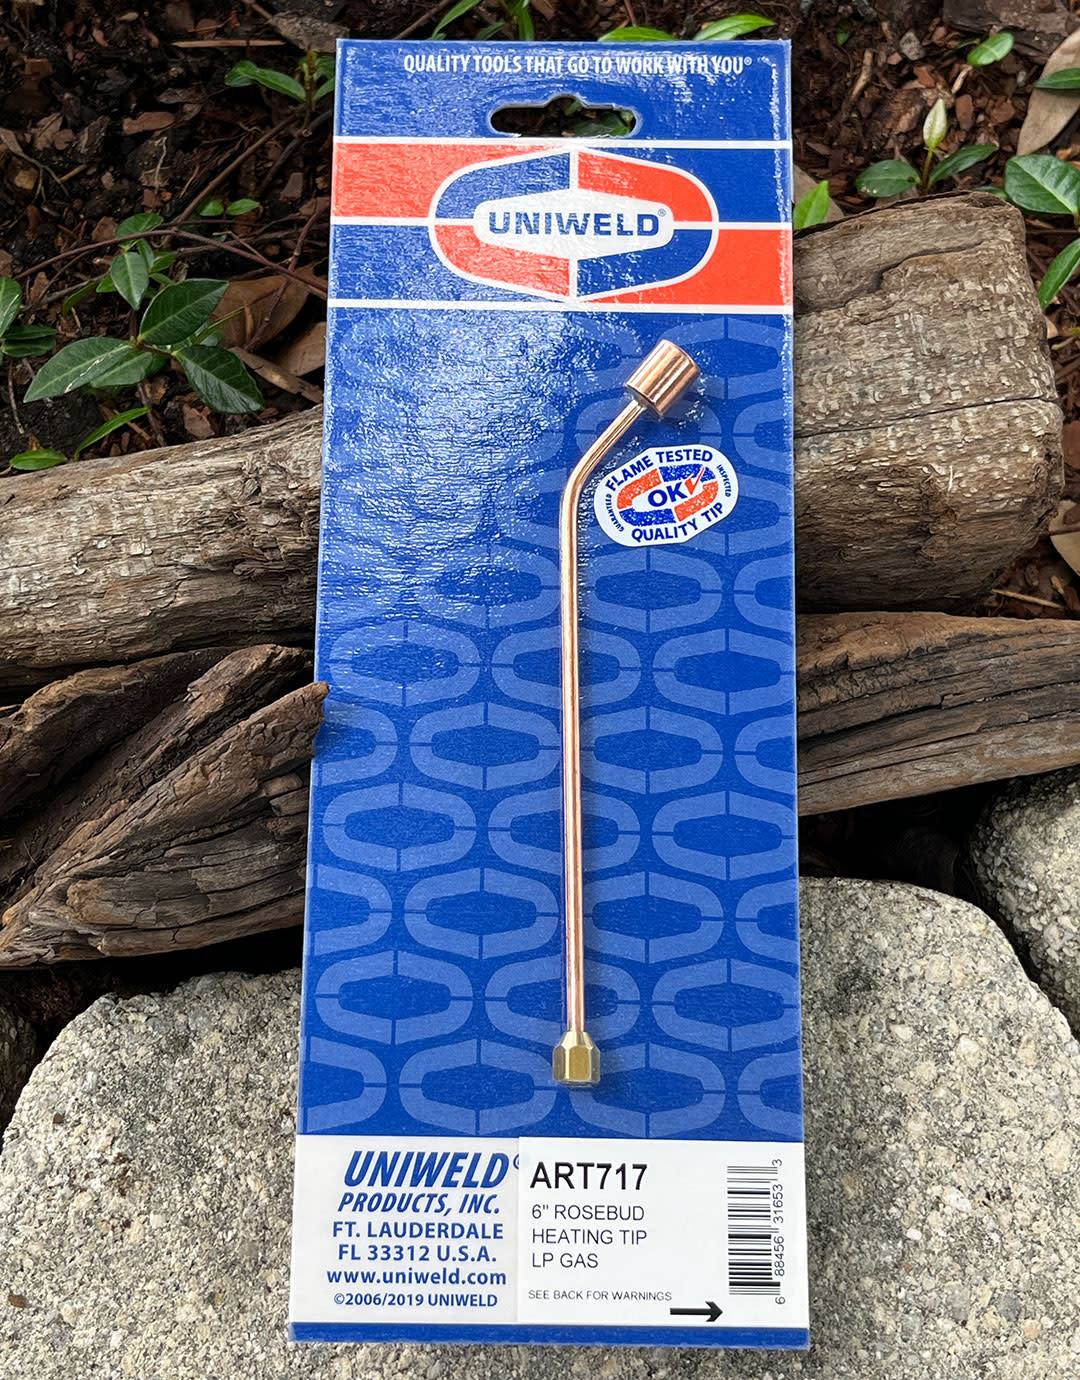 QUALITY TOOLS THAT GO TO WORK WITH YOU®
UNIWELD®
FLAME TESTED
GUARANTEED
OK
INSPECTED
QUALITY TIP
UNIWELD®
PRODUCTS, INC.
FT. LAUDERDALE
FL 33312 U.S.A.
www.uniweld.com
©2006/2019 UNIWELD
ART717
6" ROSEBUD
HEATING TIP
LP GAS
SEE BACK FOR WARNINGS
6 88456 31653 3